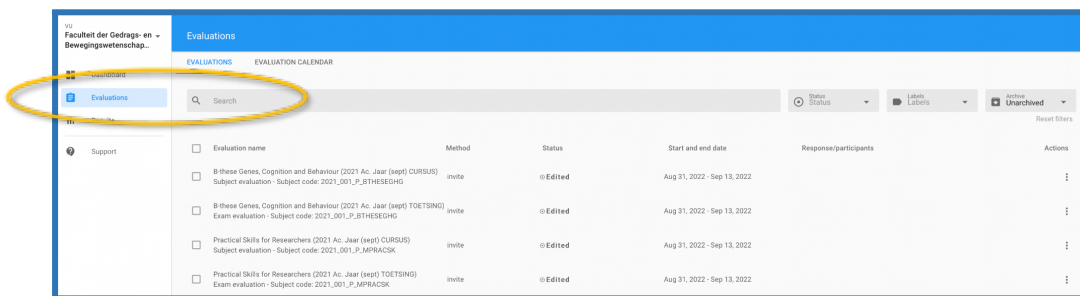 VU
Faculteit der Gedrags- en
Bewegingswetenschap...
Evaluations
EVALUATIONS
EVALUATION CALENDAR
Dashboard
Evaluations
Support
Search
Status
Status
Labels
Labels
Archive
Unarchived
Reset filters
Evaluation name Method Status Start and end date Response/participants Actions
B-these Genes, Cognition and Behaviour (2021 Ac. Jaar (sept) CURSUS)
Subject evaluation - Subject code: 2021_001_P_BTHESEGHG
invite Edited Aug 31, 2022 - Sep 13, 2022
B-these Genes, Cognition and Behaviour (2021 Ac. Jaar (sept) TOETSING)
Exam evaluation - Subject code: 2021_001_P_BTHESEGHG
invite Edited Aug 31, 2022 - Sep 13, 2022
Practical Skills for Researchers (2021 Ac. Jaar (sept) CURSUS)
Subject evaluation - Subject code: 2021_001_P_MPRACSK
invite Edited Aug 31, 2022 - Sep 13, 2022
Practical Skills for Researchers (2021 Ac. Jaar (sept) TOETSING)
Exam evaluation - Subject code: 2021_001_P_MPRACSK
invite Edited Aug 31, 2022 - Sep 13, 2022